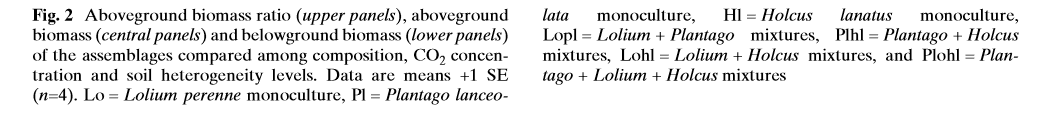 Fig. 2 Aboveground biomass ratio (upper panels), aboveground
biomass (central panels) and belowground biomass (lower panels)
of the assemblages compared among composition, CO2 concen-
tration and soil heterogeneity levels. Data are means +1 SE
(n=4). Lo = Lolium perenne monoculture, Pl = Plantago lanceo-
lata monoculture, Hl = Holcus lanatus monoculture,
Lopl = Lolium + Plantago mixtures, Plhl = Plantago + Holcus
mixtures, Lohl = Lolium + Holcus mixtures, and Plohl = Plan-
tago + Lolium + Holcus mixtures